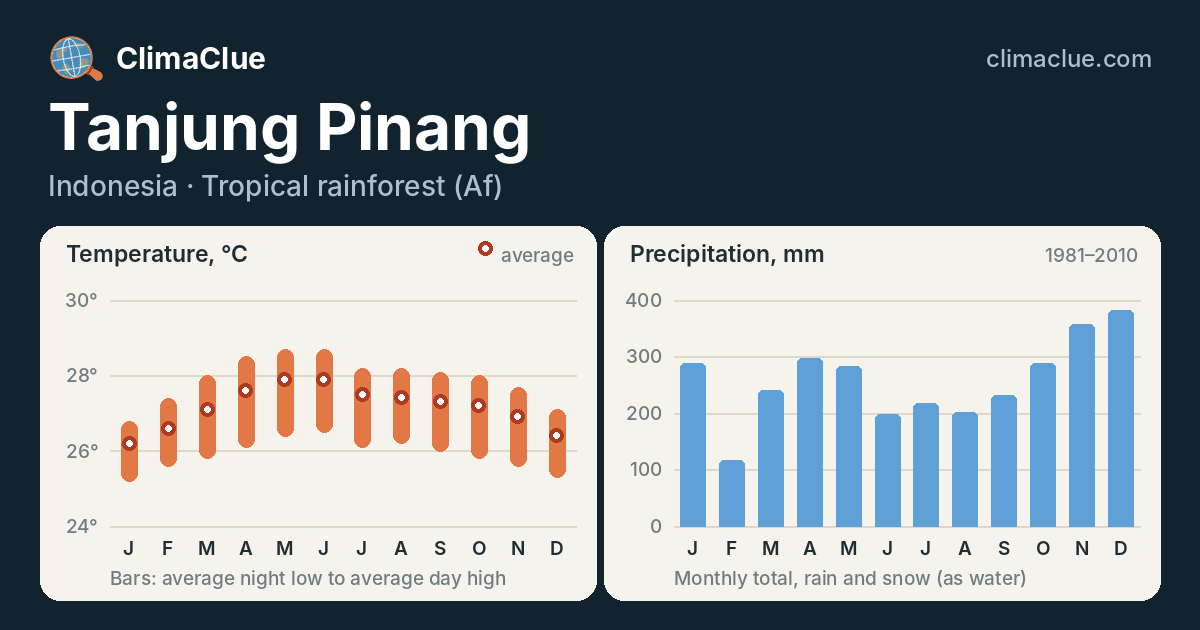 ClimaClue
climaclue.com
Tanjung Pinang
Indonesia · Tropical rainforest (Af)
Temperature, °C
average
30°
28°
26°
24°
J F M A M J J A S O N D
Bars: average night low to average day high
Precipitation, mm
1981–2010
400
300
200
100
0
J F M A M J J A S O N D
Monthly total, rain and snow (as water)